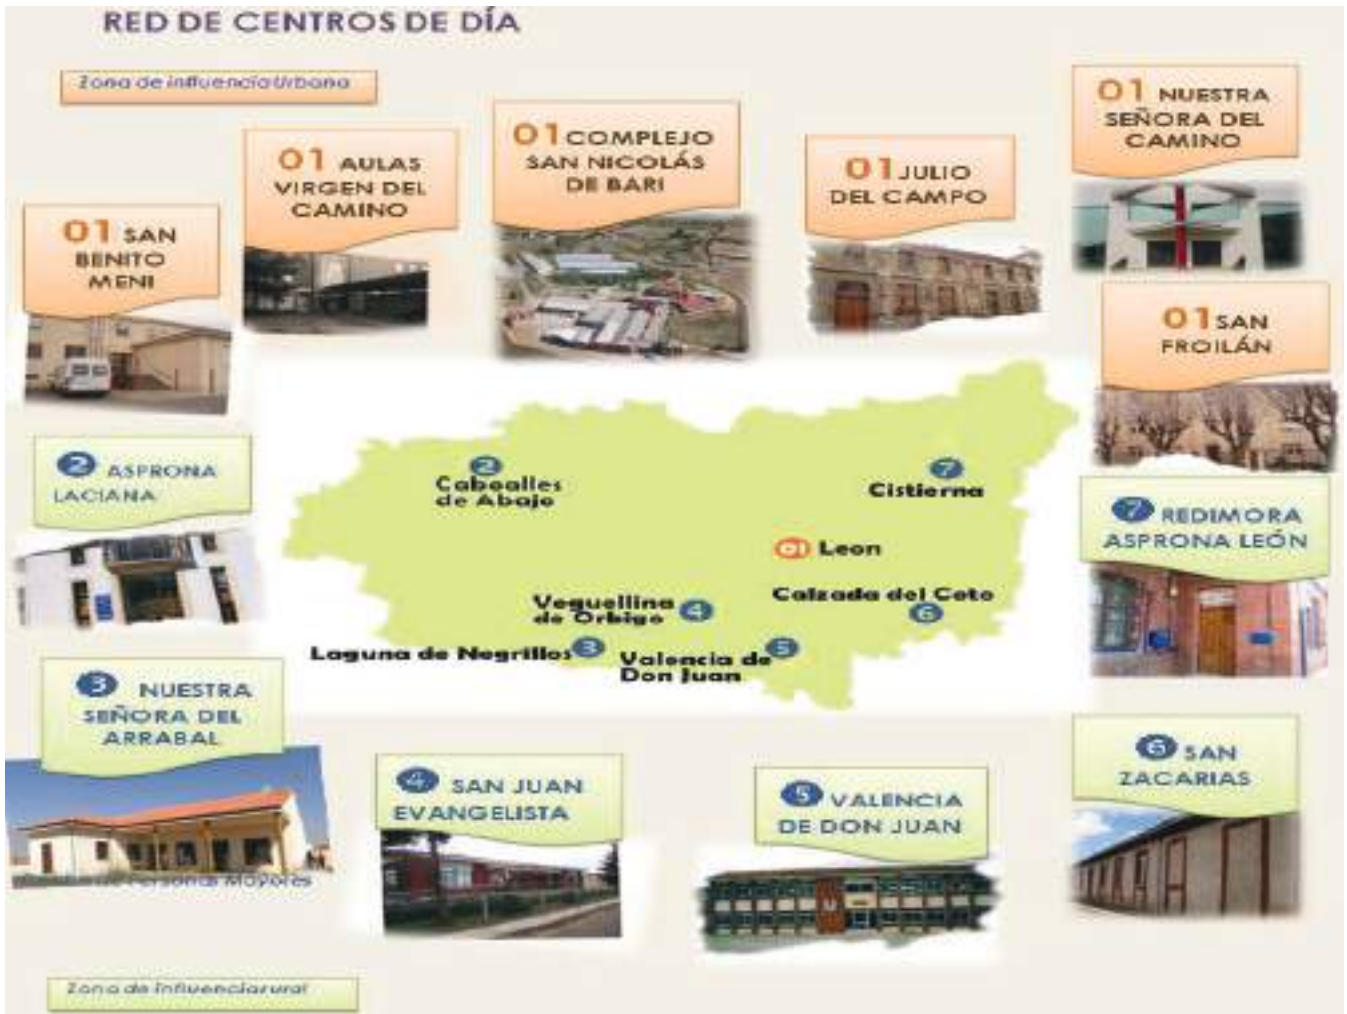 RED DE CENTROS DE DÍA
Zona de influencia Urbana
01 NUESTRA
SEÑORA DEL
CAMINO
01 COMPLEJO
SAN NICOLÁS
DE BARI
01 AULAS
VIRGEN DEL
CAMINO
01 JULIO
DEL CAMPO
01 SAN
BENITO
MENI
01 SAN
FROILÁN
2 ASPRONA
LACIANA
2
Caboalles
de Abajo
7
Cistierna
7 REDIMORA
ASPRONA LEÓN
01 Leon
Calzada del Coto
6
Veguellina
de Orbigo 4
Laguna de Negrillos 3
Valencia de 5
Don Juan
3 NUESTRA
SEÑORA DEL
ARRABAL
Personas Mayores
4 SAN JUAN
EVANGELISTA
5 VALENCIA
DE DON JUAN
6 SAN
ZACARIAS
Zona de influencia rural